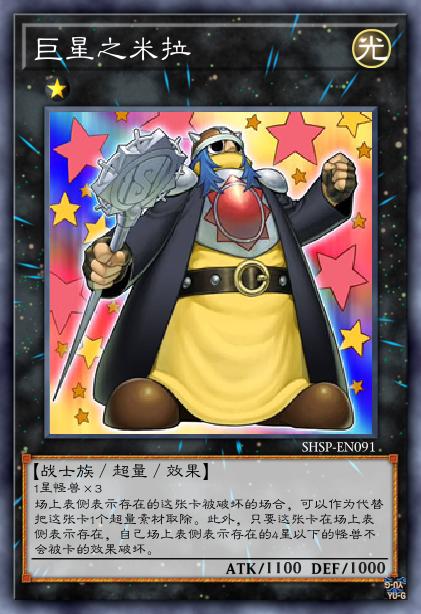 巨星之米拉
光
SHSP-EN091
【战士族／超量／效果】
1星怪兽×3
场上表侧表示存在的这张卡被破坏的场合，可以作为代替
把这张卡1个超量素材取除。此外，只要这张卡在场上表
侧表示存在，自己场上表侧表示存在的4星以下的怪兽不
会被卡的效果破坏。
ATK/1100 DEF/1000